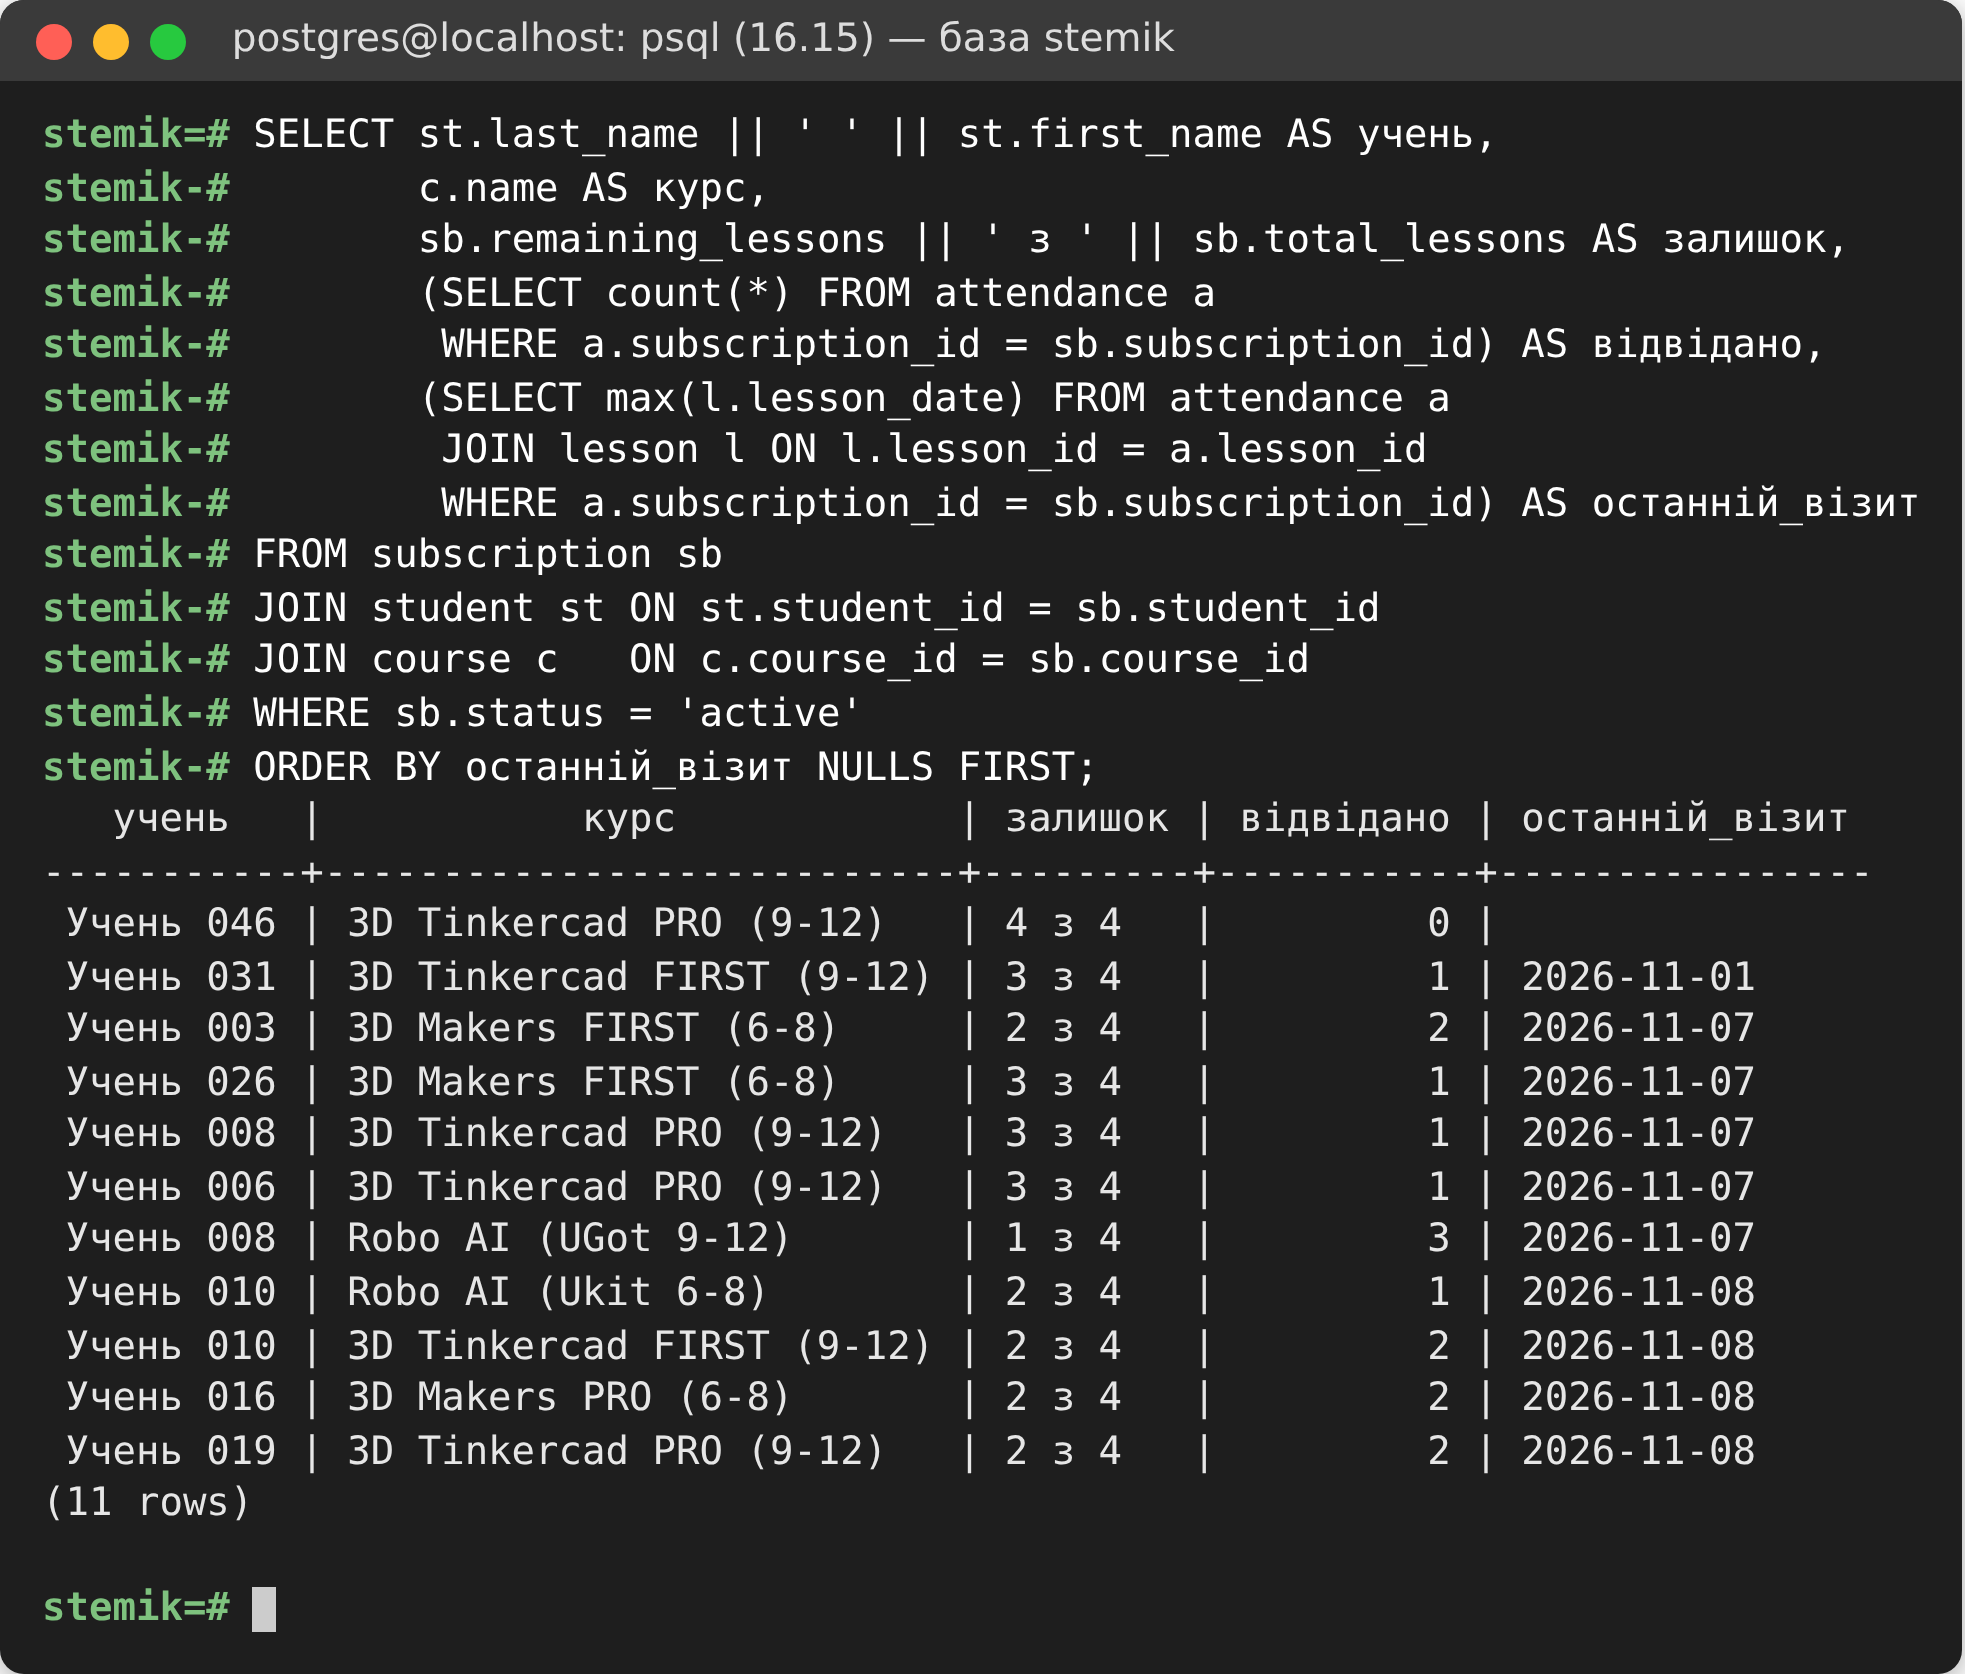 postgres@localhost: psql (16.15) — база stemik
stemik=# SELECT st.last_name || ' ' || st.first_name AS учень,
stemik-#        c.name AS курс,
stemik-#        sb.remaining_lessons || ' з ' || sb.total_lessons AS залишок,
stemik-#        (SELECT count(*) FROM attendance a
stemik-#         WHERE a.subscription_id = sb.subscription_id) AS відвідано,
stemik-#        (SELECT max(l.lesson_date) FROM attendance a
stemik-#         JOIN lesson l ON l.lesson_id = a.lesson_id
stemik-#         WHERE a.subscription_id = sb.subscription_id) AS останній_візит
stemik-# FROM subscription sb
stemik-# JOIN student st ON st.student_id = sb.student_id
stemik-# JOIN course c   ON c.course_id = sb.course_id
stemik-# WHERE sb.status = 'active'
stemik-# ORDER BY останній_візит NULLS FIRST;
   учень   |           курс            | залишок | відвідано | останній_візит
-----------+---------------------------+---------+-----------+----------------
 Учень 046 | 3D Tinkercad PRO (9-12)   | 4 з 4   |         0 |
 Учень 031 | 3D Tinkercad FIRST (9-12) | 3 з 4   |         1 | 2026-11-01
 Учень 003 | 3D Makers FIRST (6-8)     | 2 з 4   |         2 | 2026-11-07
 Учень 026 | 3D Makers FIRST (6-8)     | 3 з 4   |         1 | 2026-11-07
 Учень 008 | 3D Tinkercad PRO (9-12)   | 3 з 4   |         1 | 2026-11-07
 Учень 006 | 3D Tinkercad PRO (9-12)   | 3 з 4   |         1 | 2026-11-07
 Учень 008 | Robo AI (UGot 9-12)       | 1 з 4   |         3 | 2026-11-07
 Учень 010 | Robo AI (Ukit 6-8)        | 2 з 4   |         1 | 2026-11-08
 Учень 010 | 3D Tinkercad FIRST (9-12) | 2 з 4   |         2 | 2026-11-08
 Учень 016 | 3D Makers PRO (6-8)       | 2 з 4   |         2 | 2026-11-08
 Учень 019 | 3D Tinkercad PRO (9-12)   | 2 з 4   |         2 | 2026-11-08
(11 rows)
stemik=#